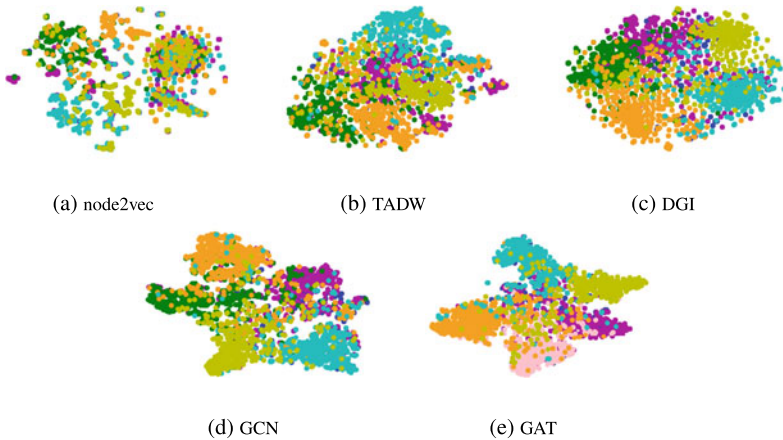 (a) node2vec
(b) TADW
(c) DGI
(d) GCN
(e) GAT